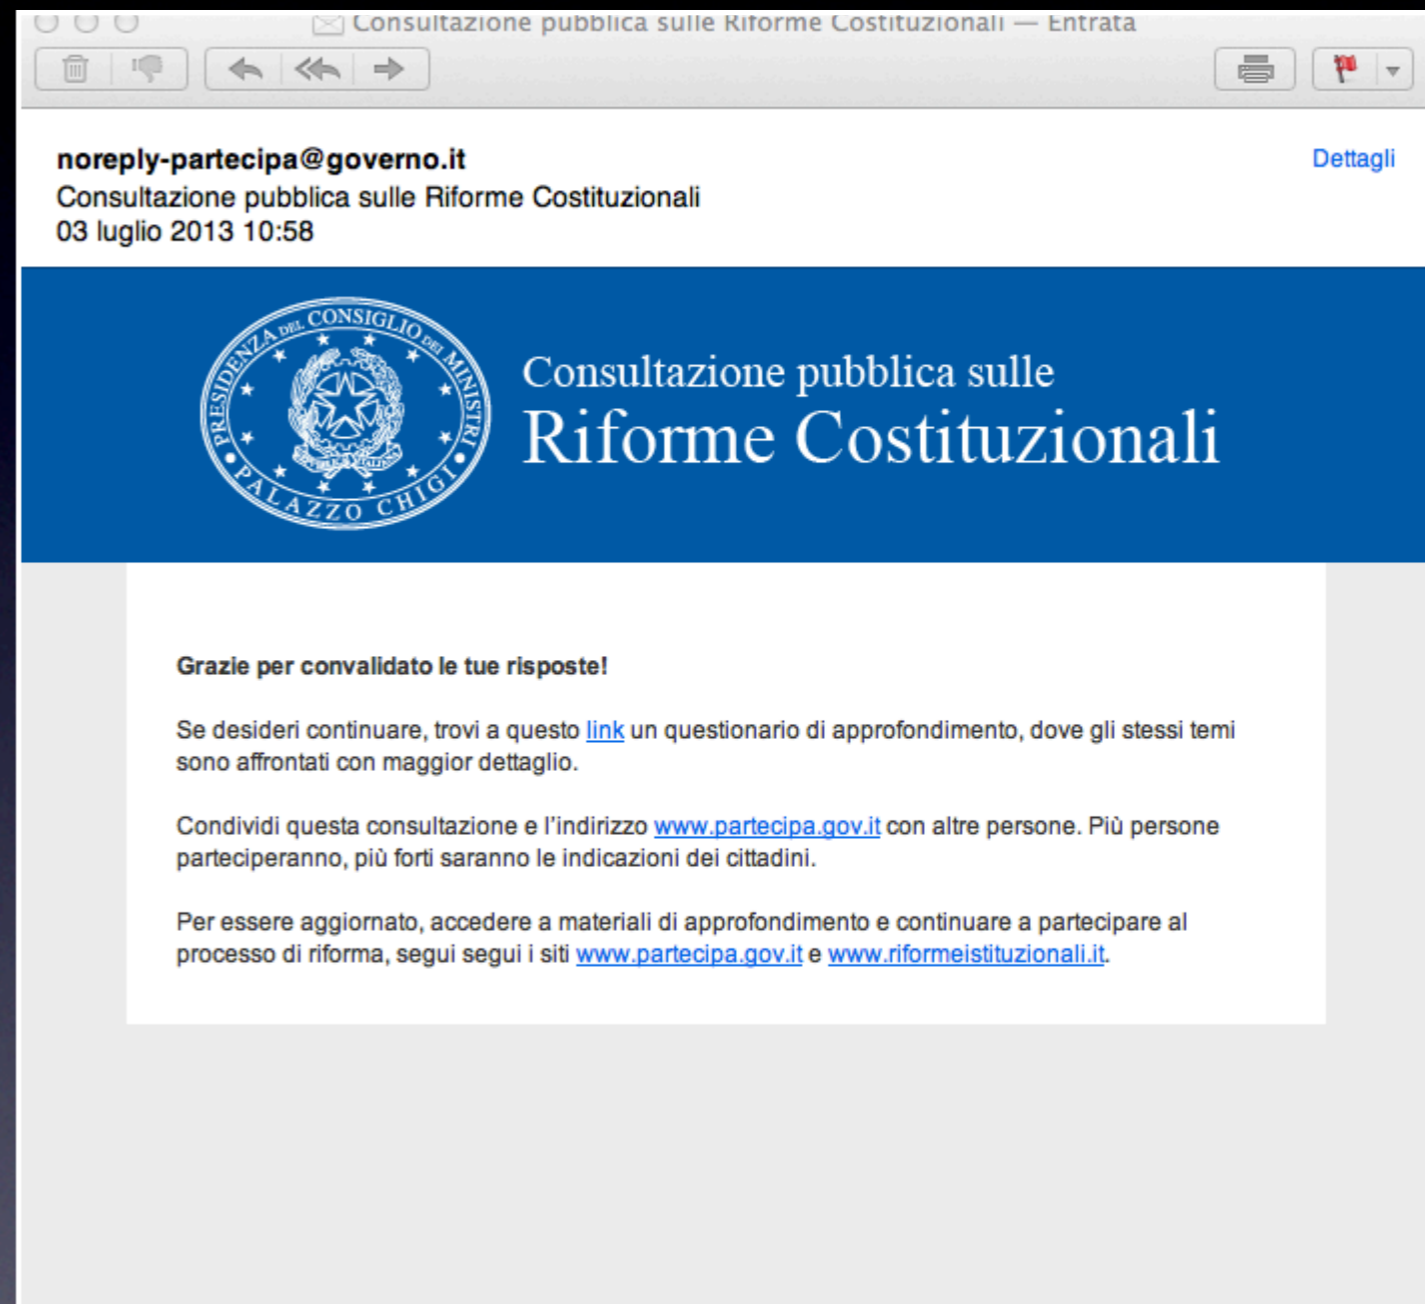 Consultazione pubblica sulle Riforme Costituzionali — Entrata
noreply-partecipa@governo.it
Dettagli
Consultazione pubblica sulle Riforme Costituzionali
03 luglio 2013 10:58
PRESIDENZA DEL CONSIGLIO DEI MINISTRI
PALAZZO CHIGI
Consultazione pubblica sulle
Riforme Costituzionali
Grazie per convalidato le tue risposte!
Se desideri continuare, trovi a questo link un questionario di approfondimento, dove gli stessi temi
sono affrontati con maggior dettaglio.
Condividi questa consultazione e l'indirizzo www.partecipa.gov.it con altre persone. Più persone
parteciperanno, più forti saranno le indicazioni dei cittadini.
Per essere aggiornato, accedere a materiali di approfondimento e continuare a partecipare al
processo di riforma, segui segui i siti www.partecipa.gov.it e www.riformeistituzionali.it.